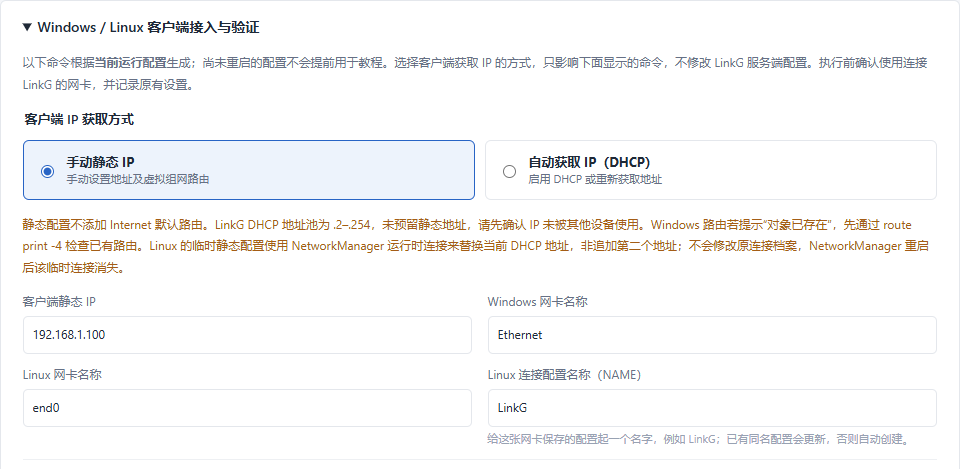 ▼ Windows / Linux 客户端接入与验证
以下命令根据当前运行配置生成；尚未重启的配置不会提前用于教程。选择客户端获取 IP 的方式，只影响下面显示的命令，不修改 LinkG 服务端配置。执行前确认使用连接
LinkG 的网卡，并记录原有设置。
客户端 IP 获取方式
手动静态 IP
手动设置地址及虚拟组网路由
自动获取 IP（DHCP）
启用 DHCP 或重新获取地址
静态配置不添加 Internet 默认路由。LinkG DHCP 地址池为 .2–.254，未预留静态地址，请先确认 IP 未被其他设备使用。Windows 路由若提示“对象已存在”，先通过 route
print -4 检查已有路由。Linux 的临时静态配置使用 NetworkManager 运行时连接来替换当前 DHCP 地址，非追加第二个地址；不会修改原连接档案，NetworkManager 重启
后该临时连接消失。
客户端静态 IP
192.168.1.100
Windows 网卡名称
Ethernet
Linux 网卡名称
end0
Linux 连接配置名称（NAME）
LinkG
给这张网卡保存的配置起一个名字，例如 LinkG；已有同名配置会更新，否则自动创建。